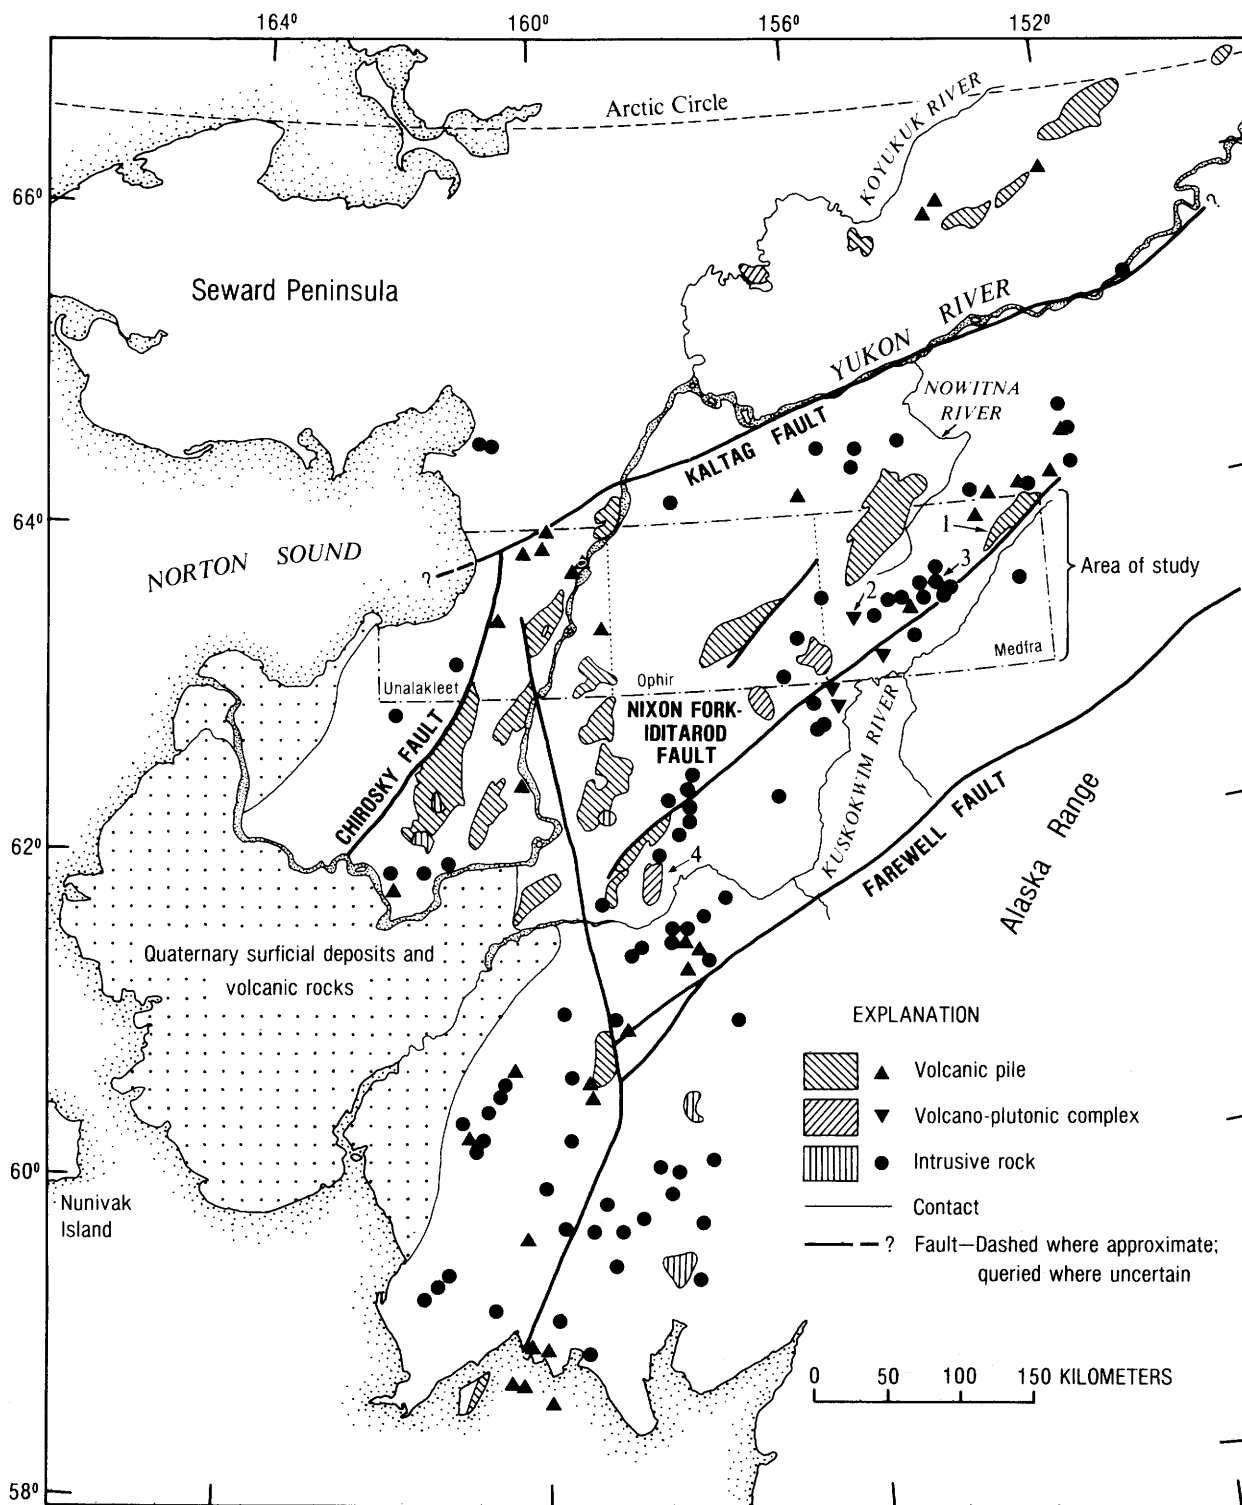 164° 160° 156° 152°
Arctic Circle
KOYUKUK RIVER
66°
?
Seward Peninsula
YUKON RIVER
NOWITNA
RIVER
KALTAG FAULT
64°
NORTON SOUND
?
1
3
2
Area of study
Medfra
Unalakleet
Ophir
NIXON FORK-
IDITAROD
FAULT
CHIROSKY FAULT
KUSKOKWIM RIVER
FAREWELL FAULT
Alaska Range
62°
4
Quaternary surficial deposits and
volcanic rocks
EXPLANATION
Volcanic pile
Volcano-plutonic complex
Intrusive rock
Contact
? Fault—Dashed where approximate;
queried where uncertain
60°
Nunivak
Island
0 50 100 150 KILOMETERS
58°